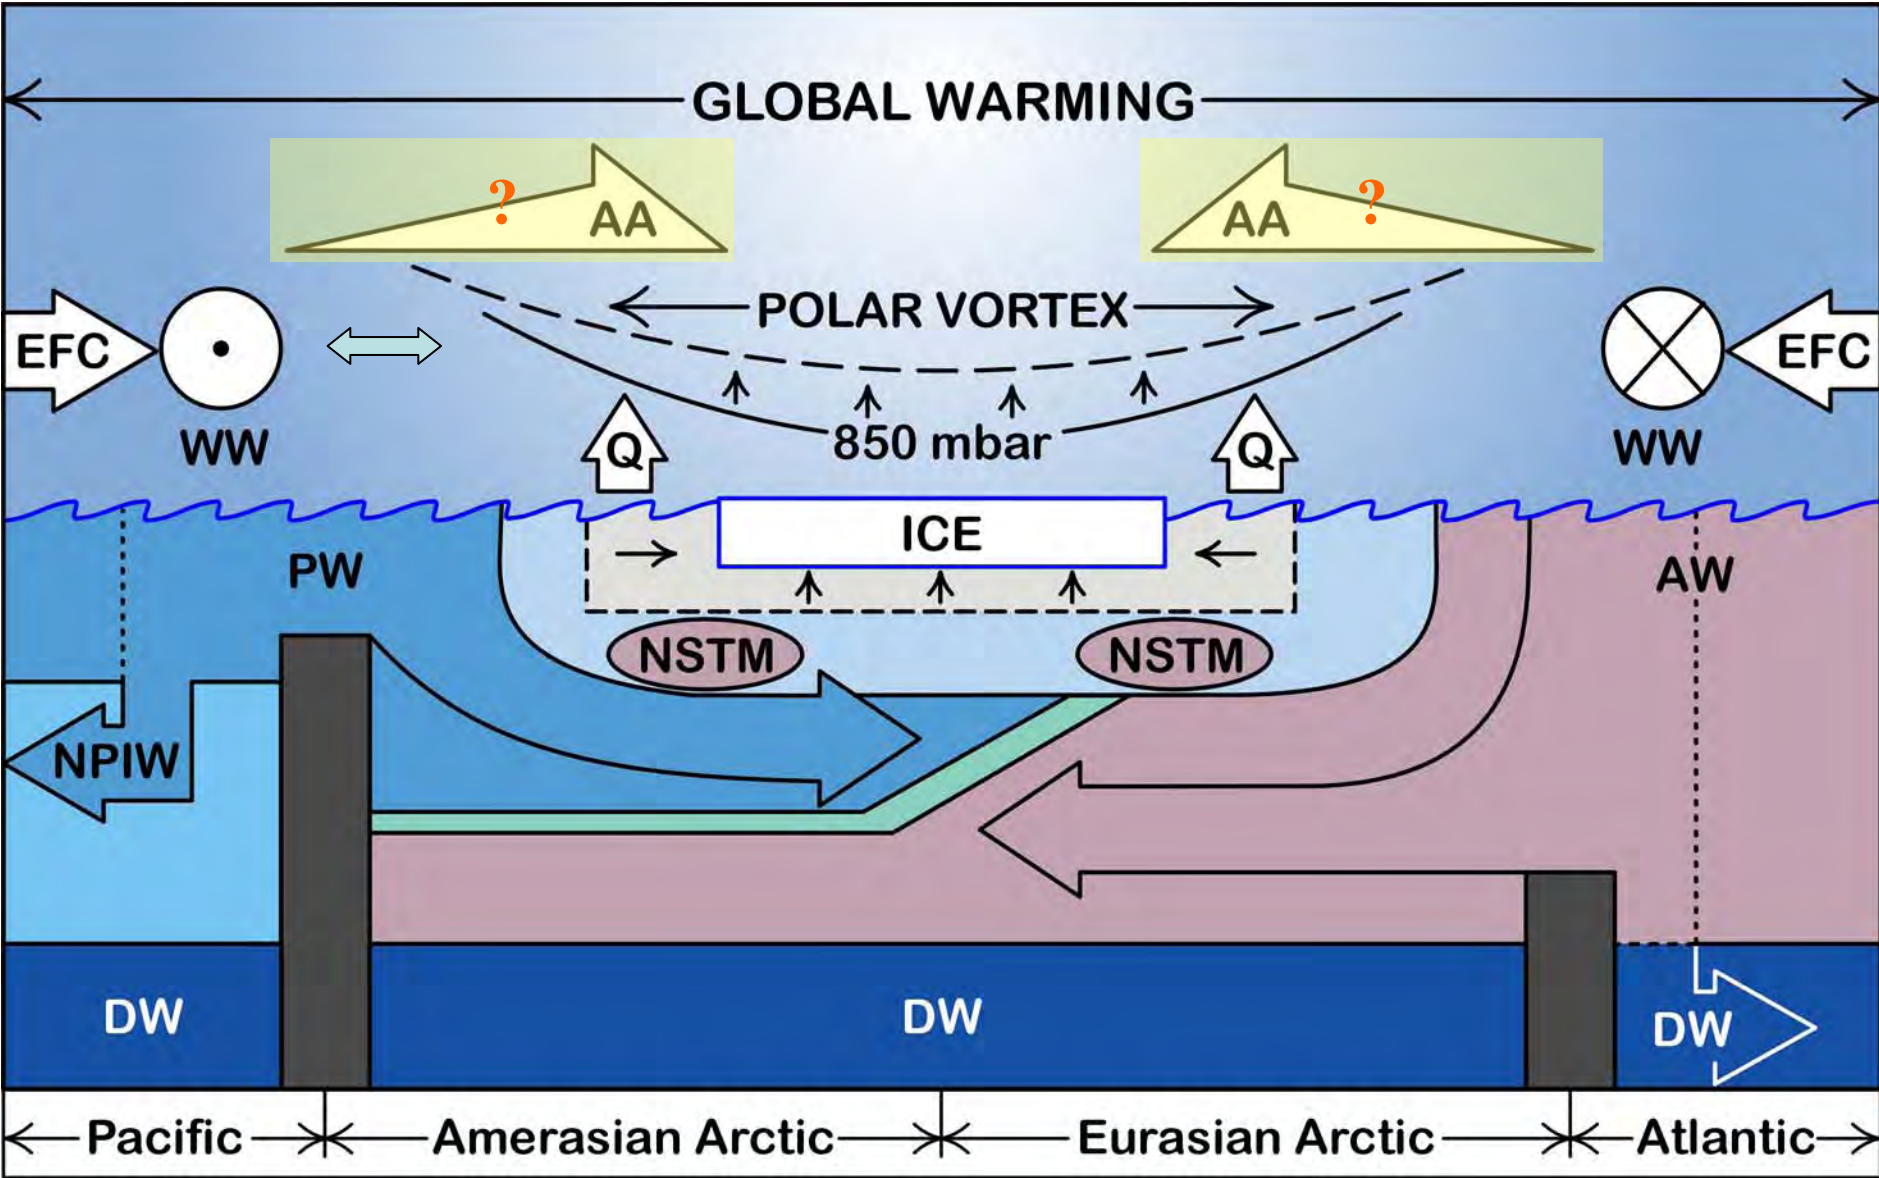 GLOBAL WARMING
? AA
AA ?
POLAR VORTEX
EFC
EFC
WW
Q
850 mbar
Q
WW
ICE
PW
AW
NSTM
NSTM
NPIW
DW
DW
DW
Pacific
Amerasian Arctic
Eurasian Arctic
Atlantic